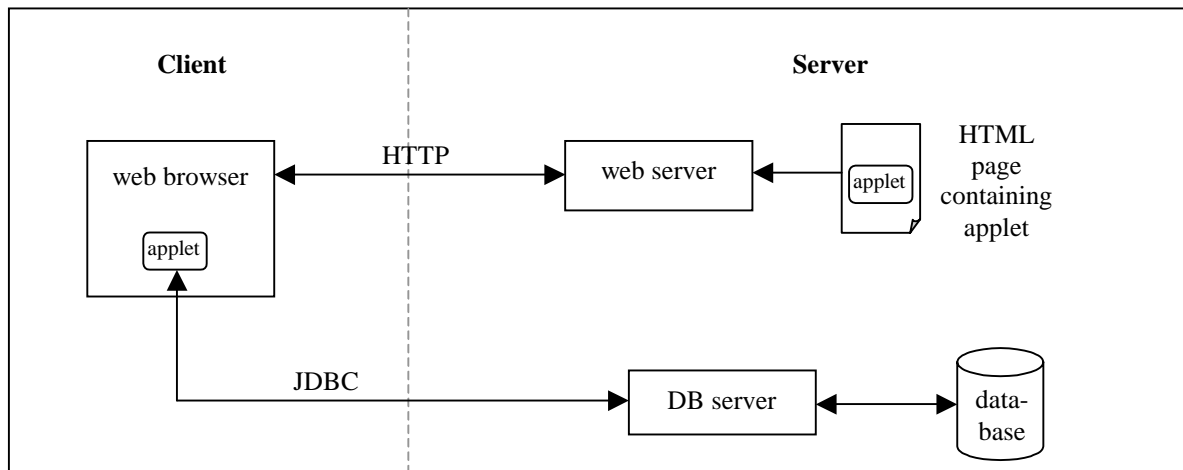 Client
Server
web browser
applet
HTTP
web server
applet
HTML
page
containing
applet
JDBC
DB server
data-
base